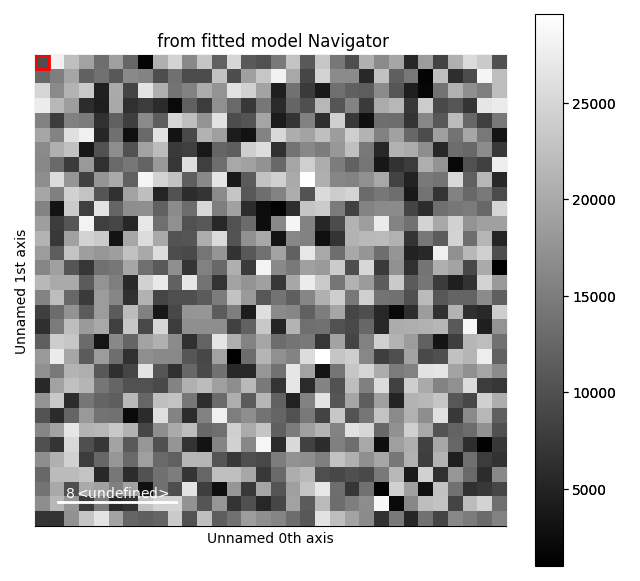 from fitted model Navigator
25000
20000
15000
10000
5000
Unnamed 1st axis
8 <undefined>
Unnamed 0th axis